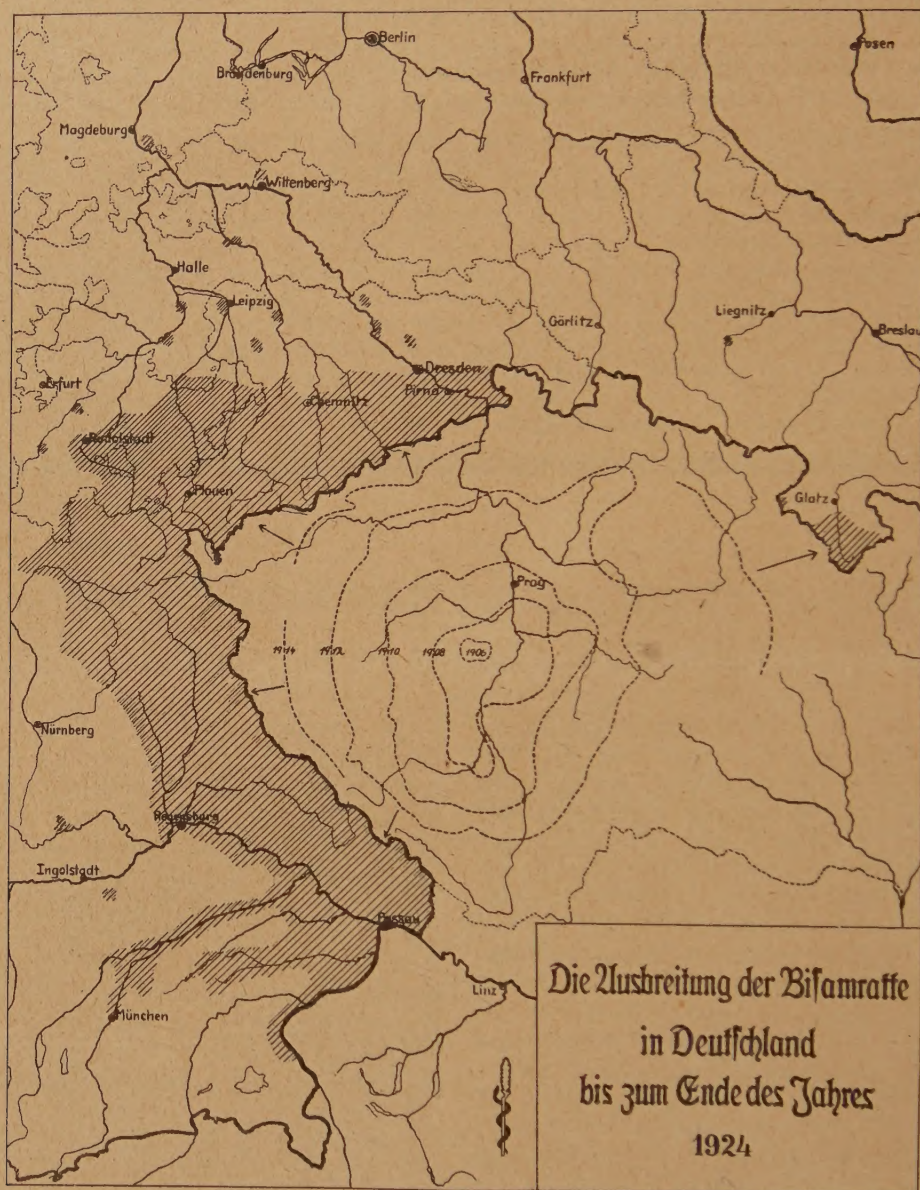 Berlin
Brandenburg
Frankfurt
Posen
Magdeburg
Wittenberg
Halle
Leipzig
Görlitz
Liegnitz
Breslau
Erfurt
Dresden
Pirna
Chemnitz
Rudolstadt
Plauen
Glatz
Prag
1914 1912 1910 1908 1906
Nürnberg
Regensburg
Ingolstadt
Passau
Linz
München
Die Ausbreitung der Bisamratte
in Deutschland
bis zum Ende des Jahres
1924